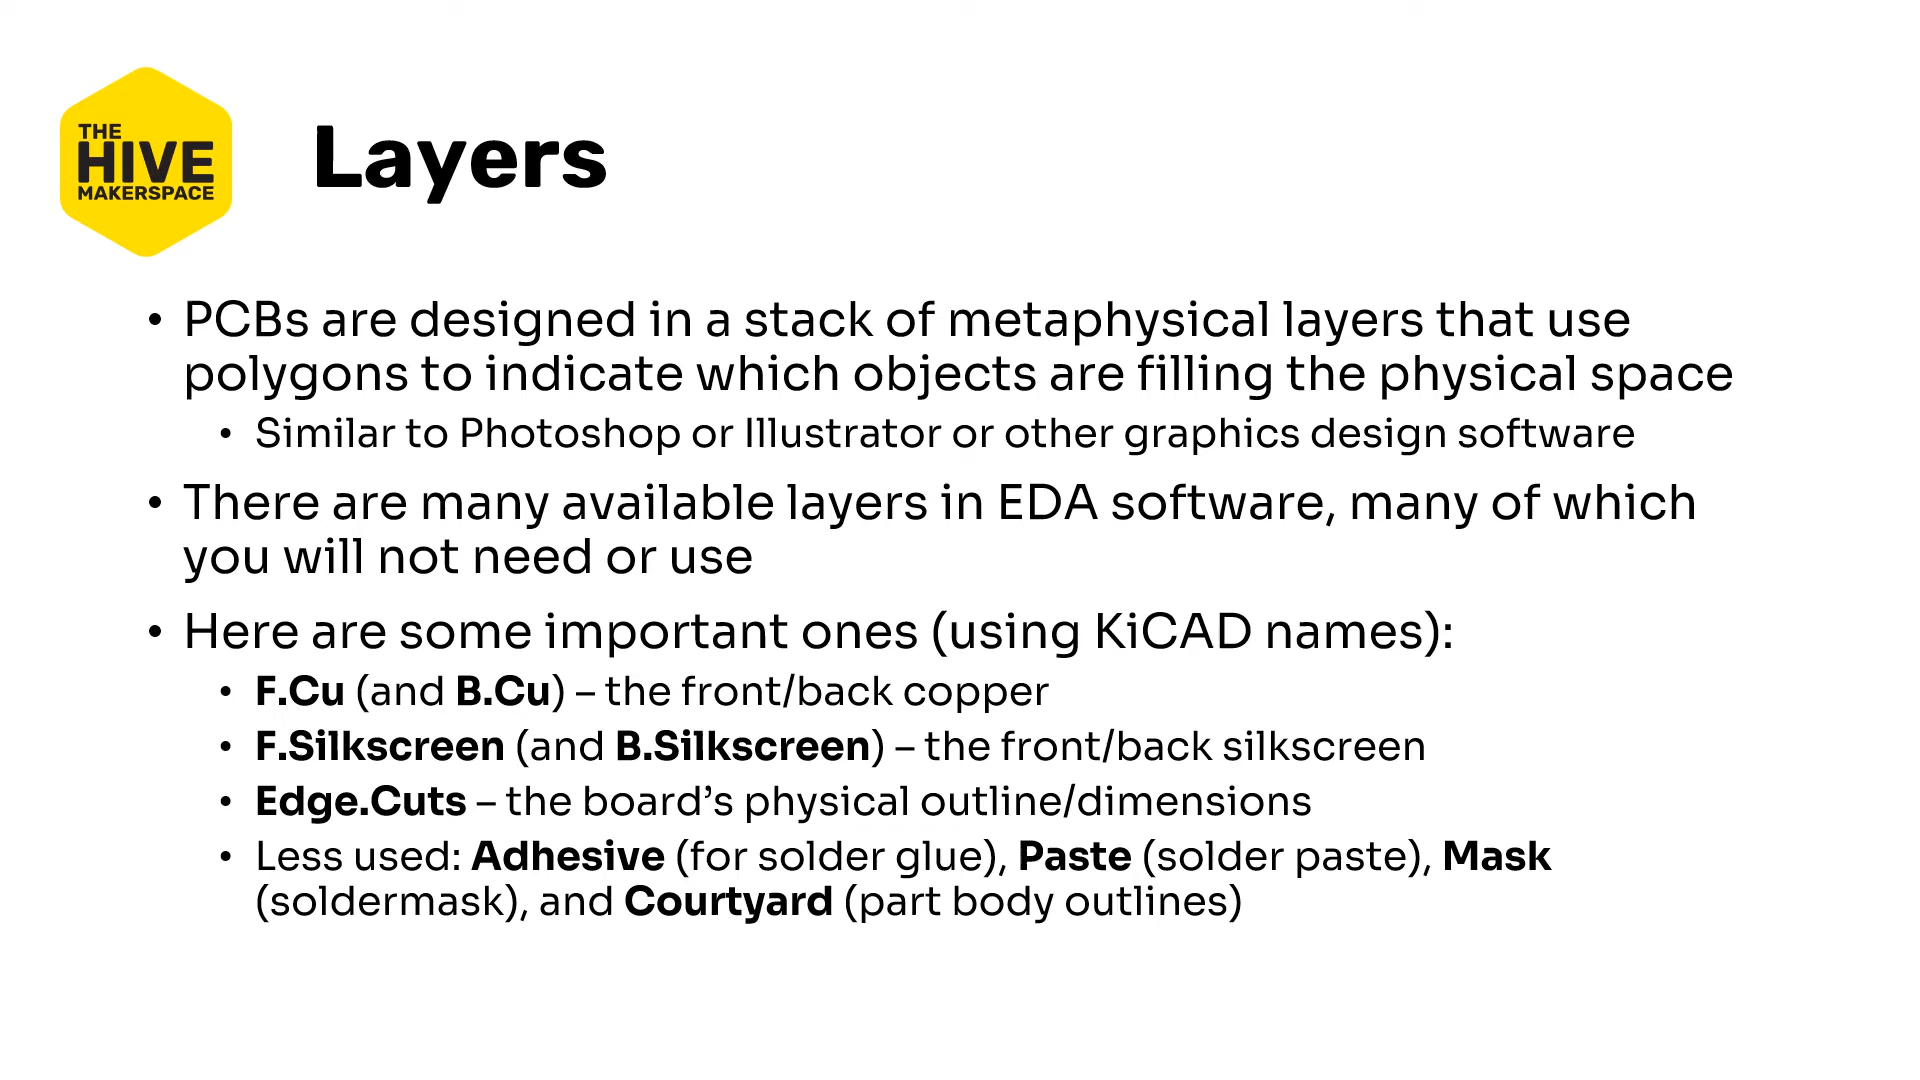 THE
HIVE
MAKERSPACE
Layers
• PCBs are designed in a stack of metaphysical layers that use
polygons to indicate which objects are filling the physical space
• Similar to Photoshop or Illustrator or other graphics design software
• There are many available layers in EDA software, many of which
you will not need or use
• Here are some important ones (using KiCAD names):
• F.Cu (and B.Cu) – the front/back copper
• F.Silkscreen (and B.Silkscreen) – the front/back silkscreen
• Edge.Cuts – the board’s physical outline/dimensions
• Less used: Adhesive (for solder glue), Paste (solder paste), Mask
(soldermask), and Courtyard (part body outlines)